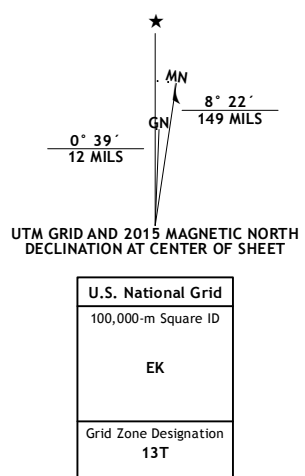 ★
MN
GN
8° 22´
149 MILS
0° 39´
12 MILS
UTM GRID AND 2015 MAGNETIC NORTH
DECLINATION AT CENTER OF SHEET
U.S. National Grid
100,000-m Square ID
EK
Grid Zone Designation
13T